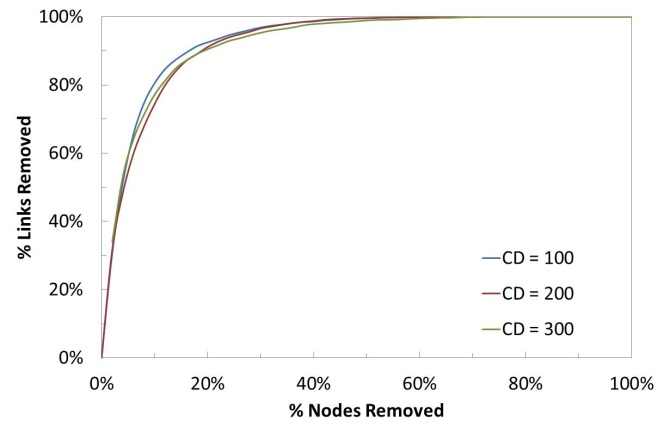 100%
80%
60%
40%
20%
0%
% Links Removed
CD = 100
CD = 200
CD = 300
0% 20% 40% 60% 80% 100%
% Nodes Removed